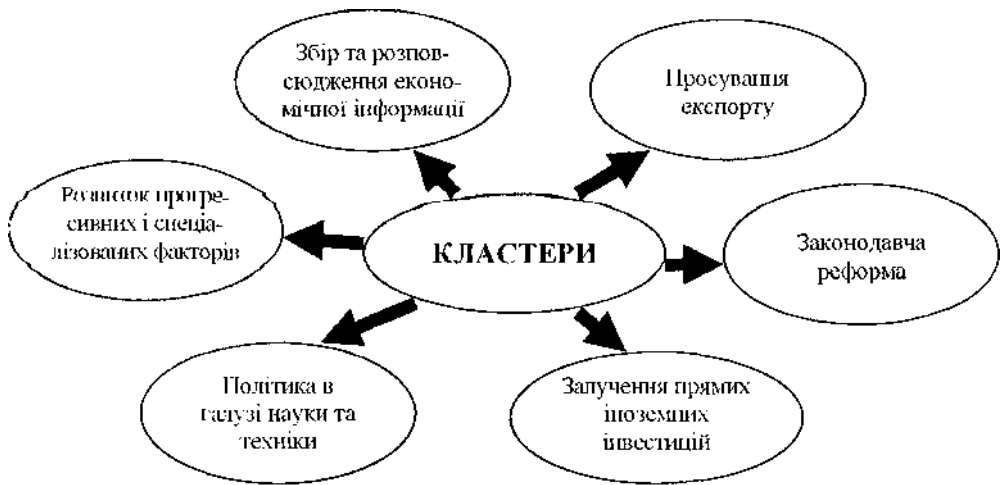 Збір та розпов-
сюдження еконо-
мічної інформації
Просування
експорту
Розвиток прогре-
сивних і спеціа-
лізованих факторів
КЛАСТЕРИ
Законодавча
реформа
Політика в
галузі науки та
техніки
Залучення прямих
іноземних
інвестицій